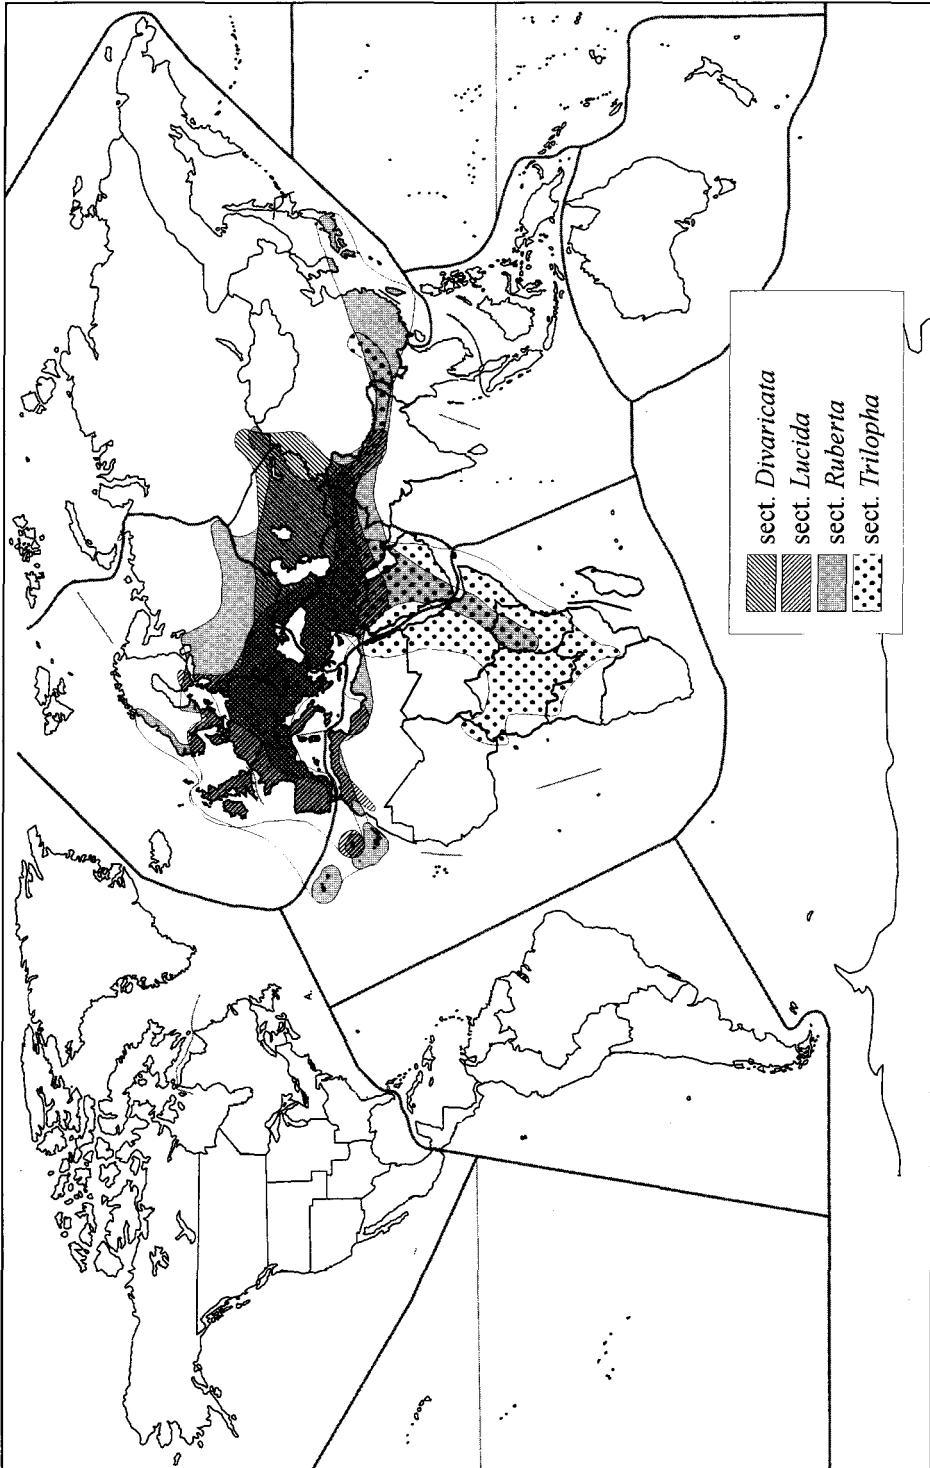 sect. Divaricata
sect. Lucida
sect. Ruberta
sect. Trilopha
A.